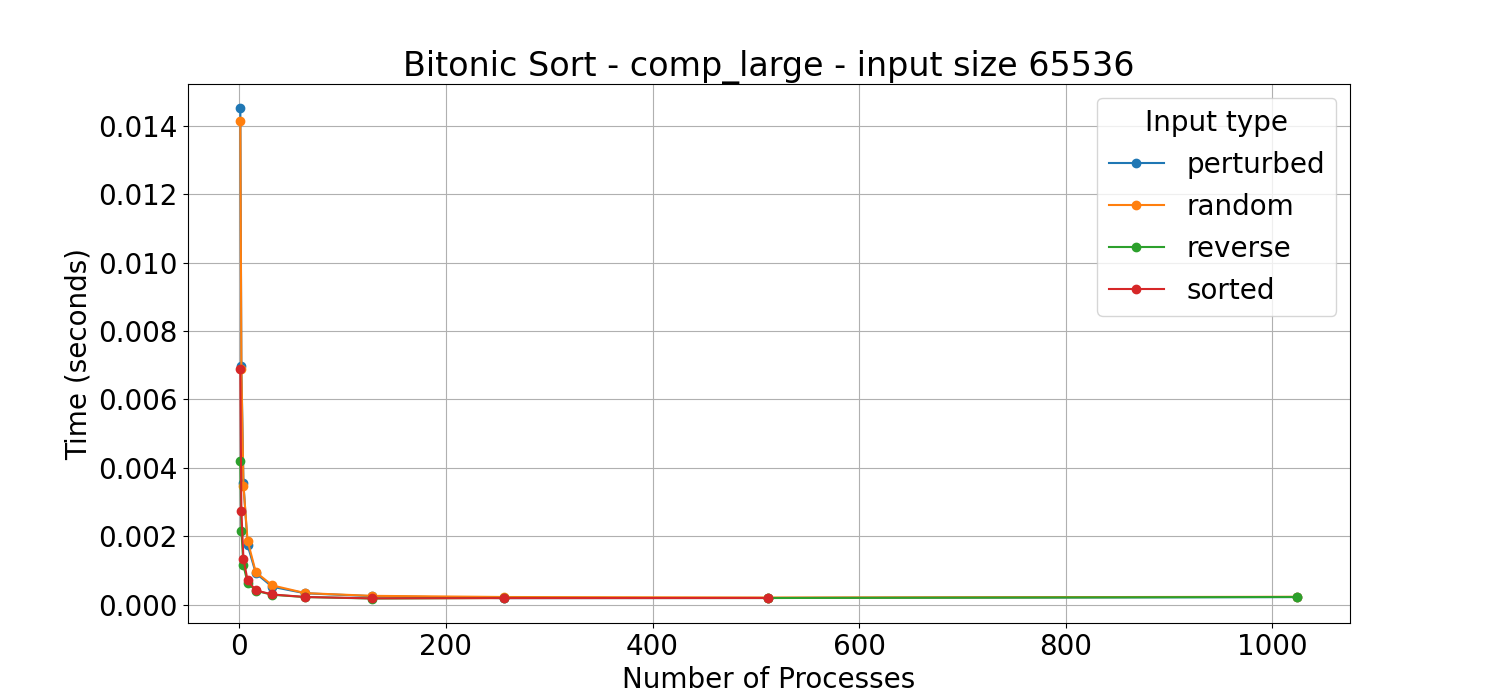 Bitonic Sort - comp_large - input size 65536
Time (seconds)
0.014
0.012
0.010
0.008
0.006
0.004
0.002
0.000
Input type
perturbed
random
reverse
sorted
0 200 400 600 800 1000
Number of Processes